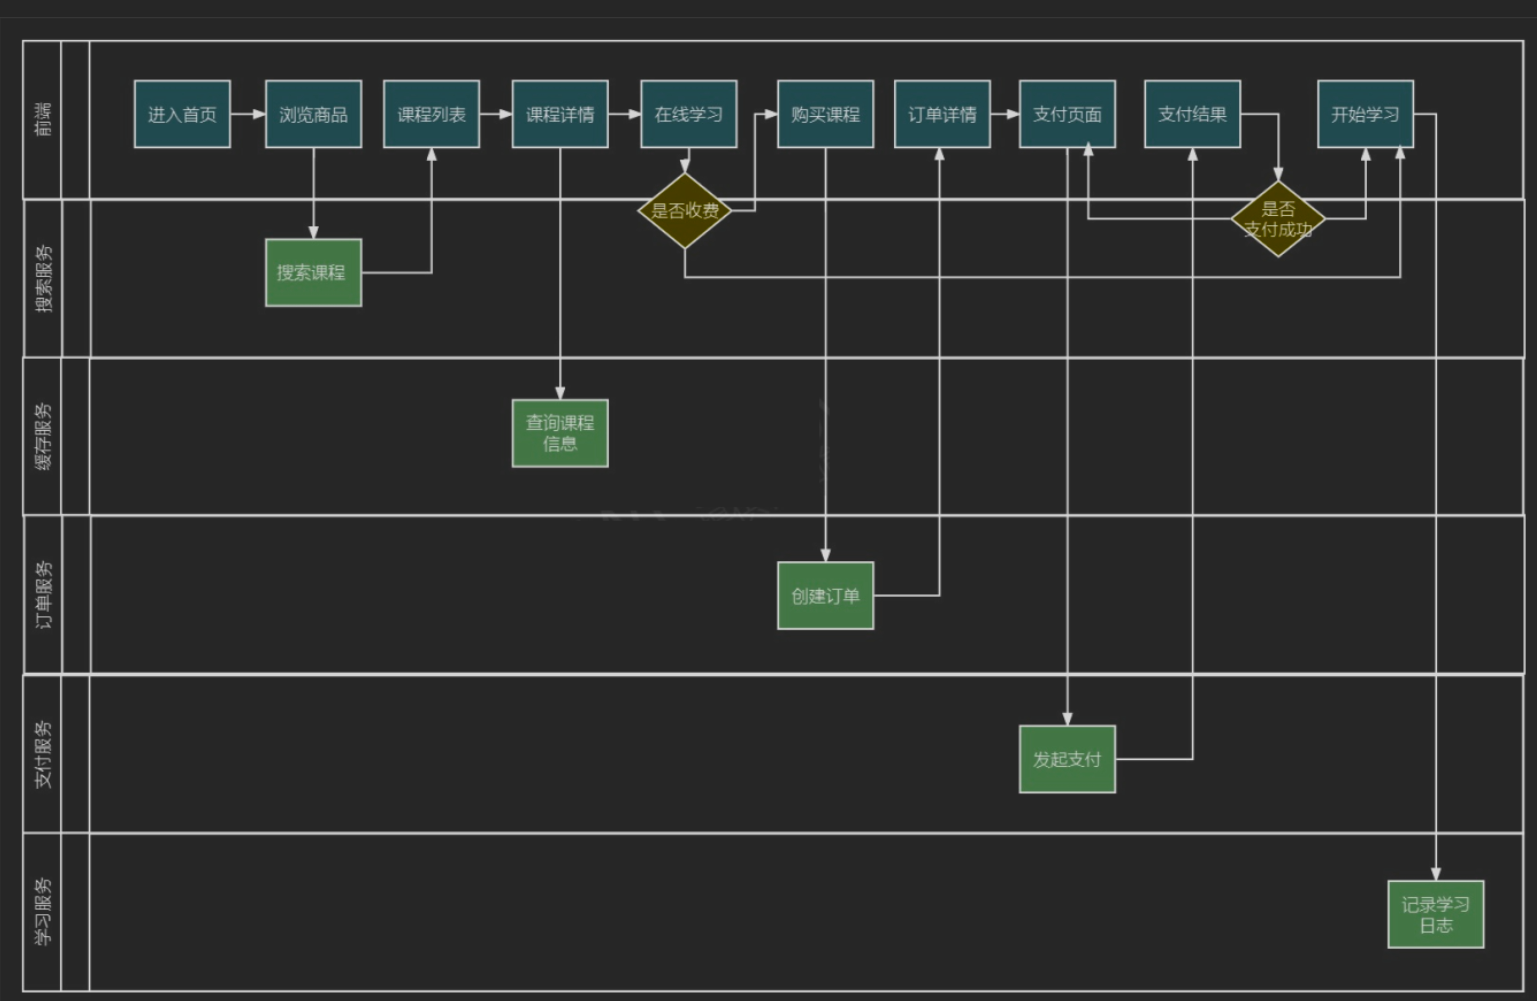 前端
进入首页
浏览商品
课程列表
课程详情
在线学习
购买课程
订单详情
支付页面
支付结果
开始学习
是否收费
是否
支付成功
搜索服务
搜索课程
缓存服务
查询课程
信息
订单服务
创建订单
支付服务
发起支付
学习服务
记录学习
日志